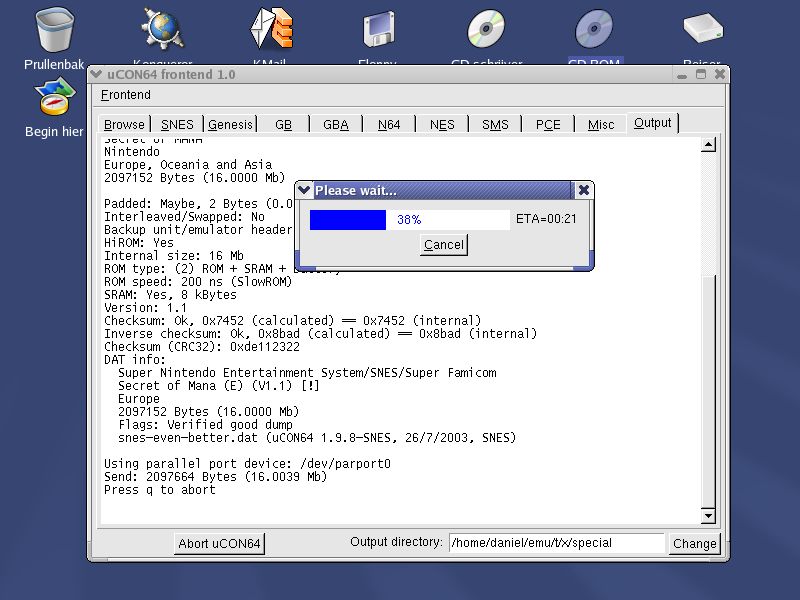 Prullenbak
Konqueror
KMail
Floppy
CD schrijver
CD ROM
Begin hier
uCON64 frontend 1.0
Frontend
Browse SNES Genesis GB GBA N64 NES SMS PCE Misc Output
Secret of MANA
Nintendo
Europe, Oceania and Asia
2097152 Bytes (16.0000 Mb)
Padded: Maybe, 2 Bytes (0.0
Interleaved/Swapped: No
Backup unit/emulator header
HiROM: Yes
Internal size: 16 Mb
ROM type: (2) ROM + SRAM + Battery
ROM speed: 200 ns (SlowROM)
SRAM: Yes, 8 kBytes
Version: 1.1
Checksum: Ok, 0x7452 (calculated) == 0x7452 (internal)
Inverse checksum: Ok, 0x8bad (calculated) == 0x8bad (internal)
Checksum (CRC32): 0xde112322
DAT info:
Super Nintendo Entertainment System/SNES/Super Famicom
Secret of Mana (E) (V1.1) [!]
Europe
2097152 Bytes (16.0000 Mb)
Flags: Verified good dump
snes-even-better.dat (uCON64 1.9.8-SNES, 26/7/2003, SNES)
Using parallel port device: /dev/parport0
Send: 2097664 Bytes (16.0039 Mb)
Press q to abort
Please wait...
38% ETA=00:21
Cancel
Abort uCON64 Output directory: /home/daniel/emu/t/x/special Change